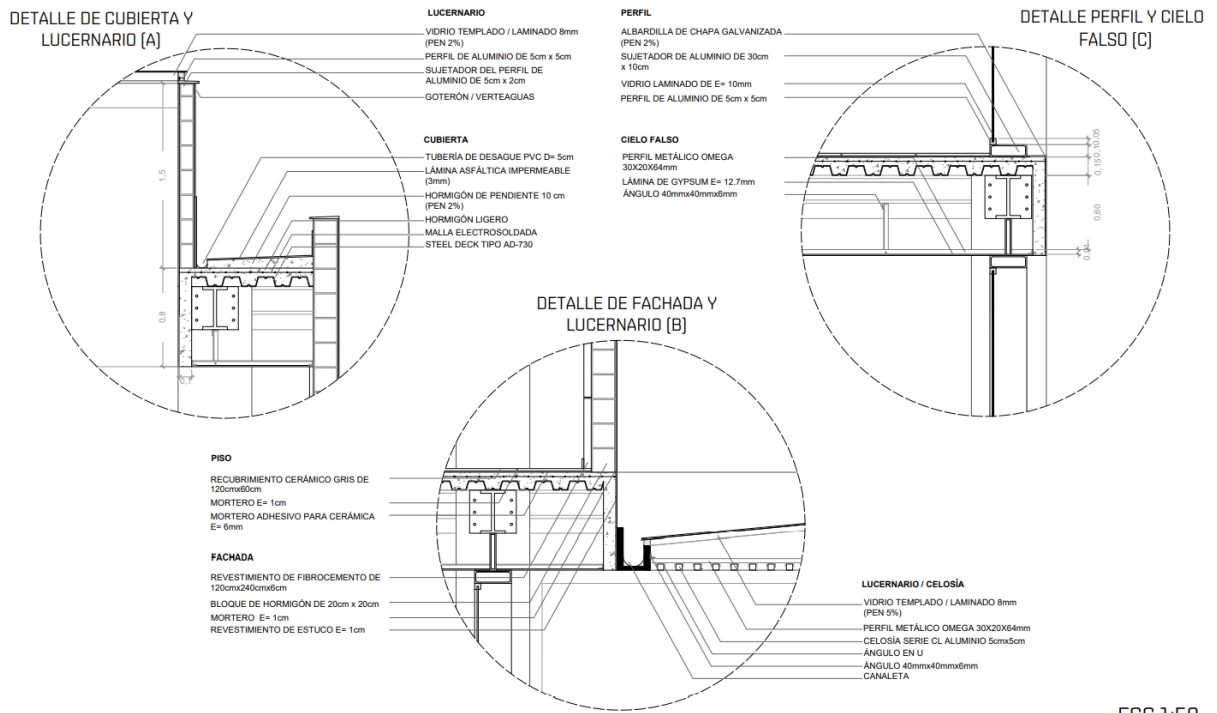 DETALLE DE CUBIERTA Y
LUCERNARIO (A)
LUCERNARIO
VIDRIO TEMPLADO / LAMINADO 8mm
(PEN 2%)
PERFIL DE ALUMINIO DE 5cm x 5cm
SUJETADOR DEL PERFIL DE
ALUMINIO DE 5cm x 2cm
GOTERÓN / VERTEAGUAS
CUBIERTA
TUBERÍA DE DESAGUE PVC D= 5cm
LÁMINA ASFÁLTICA IMPERMEABLE
(3mm)
HORMIGÓN DE PENDIENTE 10 cm
(PEN 2%)
HORMIGÓN LIGERO
MALLA ELECTROSOLDADA
STEEL DECK TIPO AD-730
1,5
0,8
0,1
PERFIL
ALBARDILLA DE CHAPA GALVANIZADA
(PEN 2%)
SUJETADOR DE ALUMINIO DE 30cm
x 10cm
VIDRIO LAMINADO DE E= 10mm
PERFIL DE ALUMINIO DE 5cm x 5cm
CIELO FALSO
PERFIL METÁLICO OMEGA
30X20X64mm
LÁMINA DE GYPSUM E= 12.7mm
ÁNGULO 40mmx40mmx6mm
DETALLE PERFIL Y CIELO
FALSO (C)
0,05
0,10
0,15
0,60
DETALLE DE FACHADA Y
LUCERNARIO (B)
PISO
RECUBRIMIENTO CERÁMICO GRIS DE
120cmx60cm
MORTERO E= 1cm
MORTERO ADHESIVO PARA CERÁMICA
E= 6mm
FACHADA
REVESTIMIENTO DE FIBROCEMENTO DE
120cmx240cmx6cm
BLOQUE DE HORMIGÓN DE 20cm x 20cm
MORTERO E= 1cm
REVESTIMIENTO DE ESTUCO E= 1cm
LUCERNARIO / CELOSÍA
VIDRIO TEMPLADO / LAMINADO 8mm
(PEN 5%)
PERFIL METÁLICO OMEGA 30X20X64mm
CELOSÍA SERIE CL ALUMINIO 5cmx5cm
ÁNGULO EN U
ÁNGULO 40mmx40mmx6mm
CANALETA